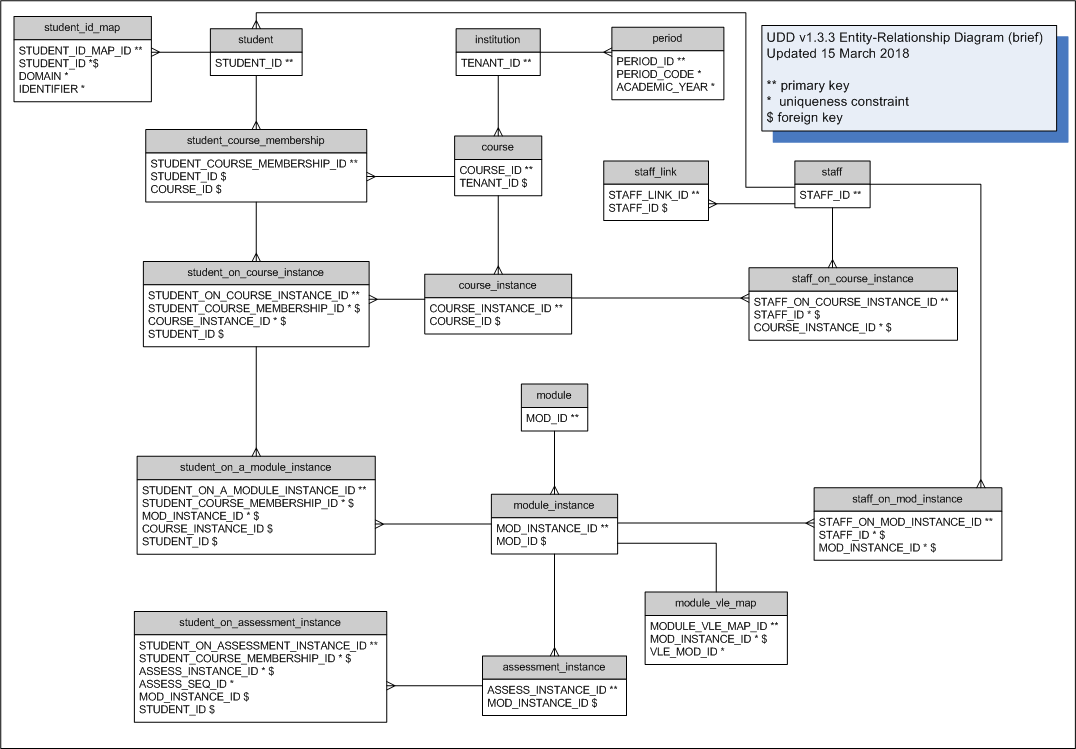 student_id_map
STUDENT_ID_MAP_ID **
STUDENT_ID *$
DOMAIN *
IDENTIFIER *
student
STUDENT_ID **
institution
TENANT_ID **
period
PERIOD_ID **
PERIOD_CODE *
ACADEMIC_YEAR *
UDD v1.3.3 Entity-Relationship Diagram (brief)
Updated 15 March 2018
** primary key
* uniqueness constraint
$ foreign key
student_course_membership
STUDENT_COURSE_MEMBERSHIP_ID **
STUDENT_ID $
COURSE_ID $
course
COURSE_ID **
TENANT_ID $
staff_link
STAFF_LINK_ID **
STAFF_ID $
staff
STAFF_ID **
student_on_course_instance
STUDENT_ON_COURSE_INSTANCE_ID **
STUDENT_COURSE_MEMBERSHIP_ID * $
COURSE_INSTANCE_ID * $
STUDENT_ID $
course_instance
COURSE_INSTANCE_ID **
COURSE_ID $
staff_on_course_instance
STAFF_ON_COURSE_INSTANCE_ID **
STAFF_ID * $
COURSE_INSTANCE_ID * $
module
MOD_ID **
student_on_a_module_instance
STUDENT_ON_A_MODULE_INSTANCE_ID **
STUDENT_COURSE_MEMBERSHIP_ID * $
MOD_INSTANCE_ID * $
COURSE_INSTANCE_ID $
STUDENT_ID $
module_instance
MOD_INSTANCE_ID **
MOD_ID $
staff_on_mod_instance
STAFF_ON_MOD_INSTANCE_ID **
STAFF_ID * $
MOD_INSTANCE_ID * $
module_vle_map
MODULE_VLE_MAP_ID **
MOD_INSTANCE_ID * $
VLE_MOD_ID *
student_on_assessment_instance
STUDENT_ON_ASSESSMENT_INSTANCE_ID **
STUDENT_COURSE_MEMBERSHIP_ID * $
ASSESS_INSTANCE_ID * $
ASSESS_SEQ_ID *
MOD_INSTANCE_ID $
STUDENT_ID $
assessment_instance
ASSESS_INSTANCE_ID **
MOD_INSTANCE_ID $